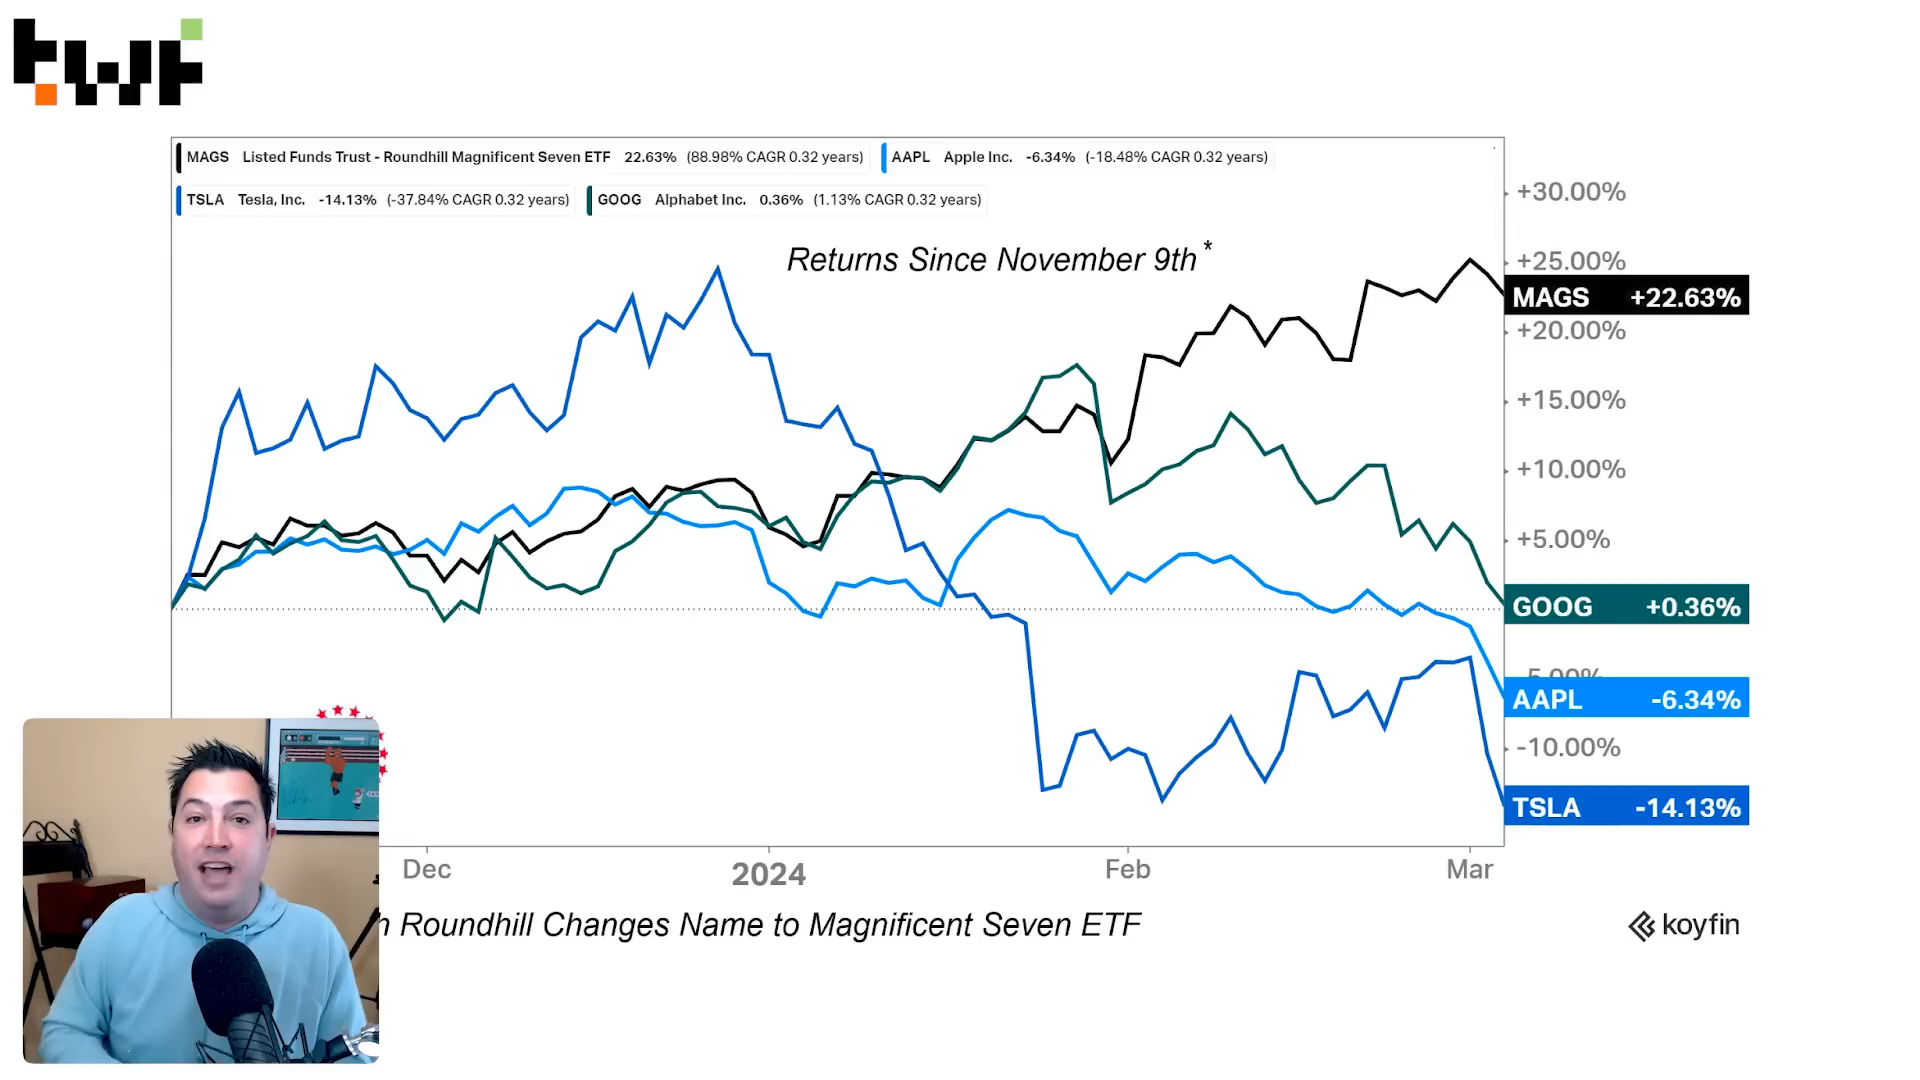 twf
MAGS Listed Funds Trust - Roundhill Magnificent Seven ETF 22.63% (88.98% CAGR 0.32 years)
AAPL Apple Inc. -6.34% (-18.48% CAGR 0.32 years)
TSLA Tesla, Inc. -14.13% (-37.84% CAGR 0.32 years)
GOOG Alphabet Inc. 0.36% (1.13% CAGR 0.32 years)
Returns Since November 9th*
+30.00%
+25.00%
MAGS +22.63%
+20.00%
+15.00%
+10.00%
+5.00%
GOOG +0.36%
AAPL -6.34%
-10.00%
TSLA -14.13%
Dec
2024
Feb
Mar
Roundhill Changes Name to Magnificent Seven ETF
koyfin